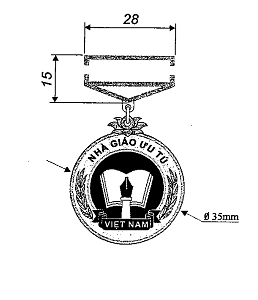 28
15
NHÀ GIÁO ƯU TÚ
VIỆT NAM
Ø 35mm